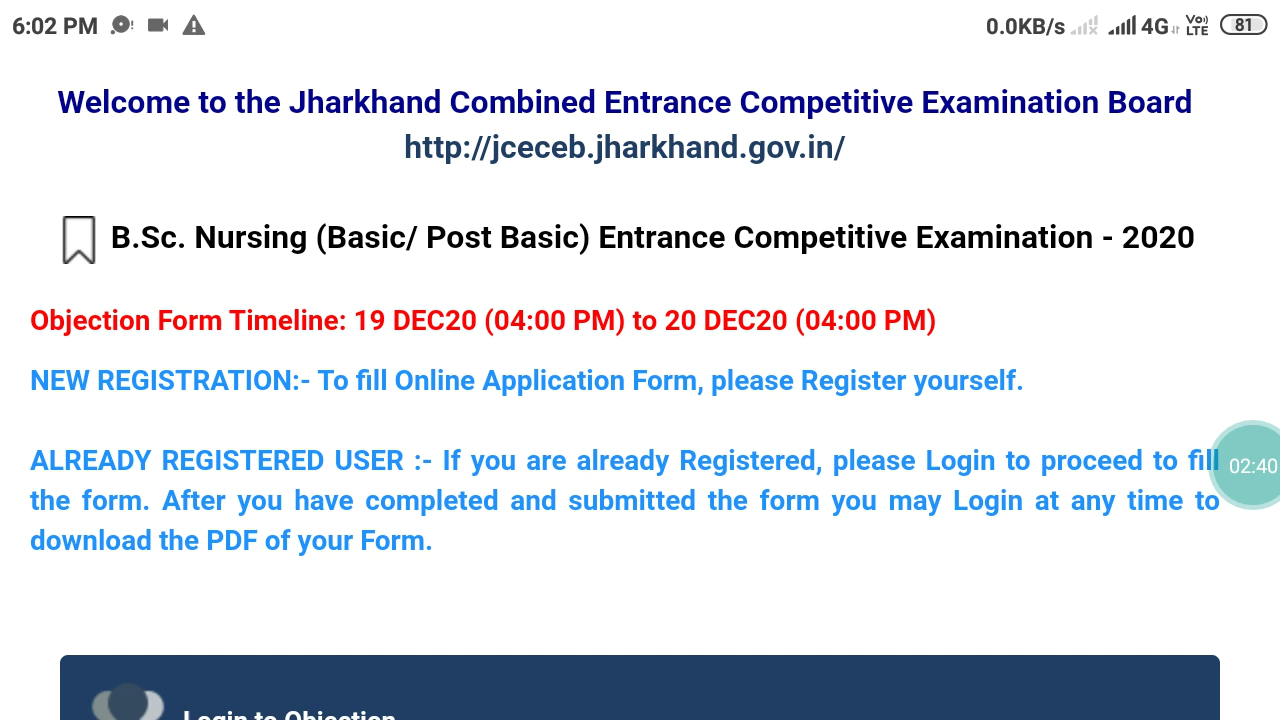 6:02 PM 0.0KB/s 4G Vo) LTE 81
Welcome to the Jharkhand Combined Entrance Competitive Examination Board
http://jceceb.jharkhand.gov.in/
B.Sc. Nursing (Basic/ Post Basic) Entrance Competitive Examination - 2020
Objection Form Timeline: 19 DEC20 (04:00 PM) to 20 DEC20 (04:00 PM)
NEW REGISTRATION:- To fill Online Application Form, please Register yourself.
ALREADY REGISTERED USER :- If you are already Registered, please Login to proceed to fill
02:40
the form. After you have completed and submitted the form you may Login at any time to
download the PDF of your Form.
Login to Objection